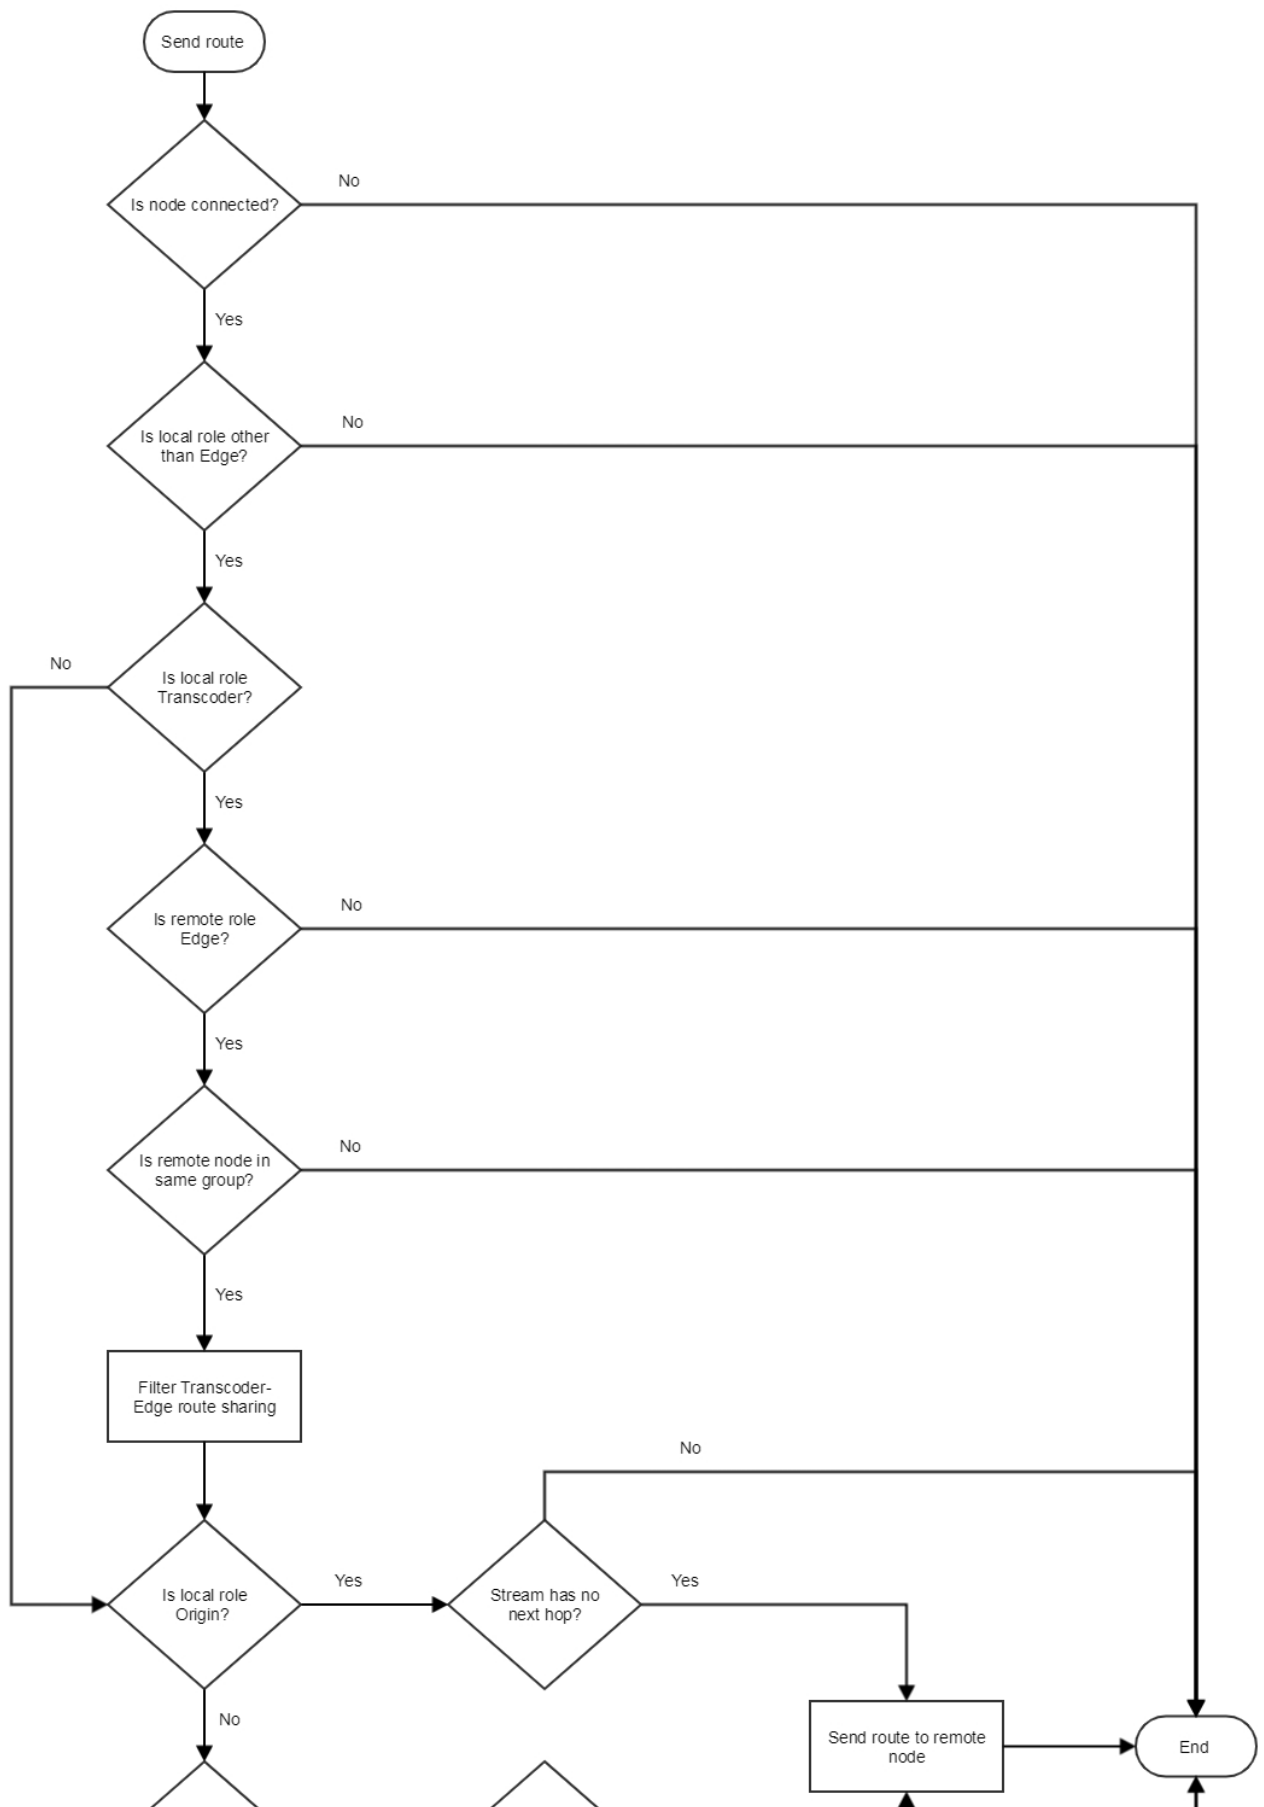 Send route
No
Is node connected?
Yes
No
Is local role other
than Edge?
Yes
No
Is local role
Transcoder?
Yes
No
Is remote role
Edge?
Yes
No
Is remote node in
same group?
Yes
Filter Transcoder-
Edge route sharing
No
Is local role
Origin?
Yes
Stream has no
next hop?
Yes
No
Send route to remote
node
End